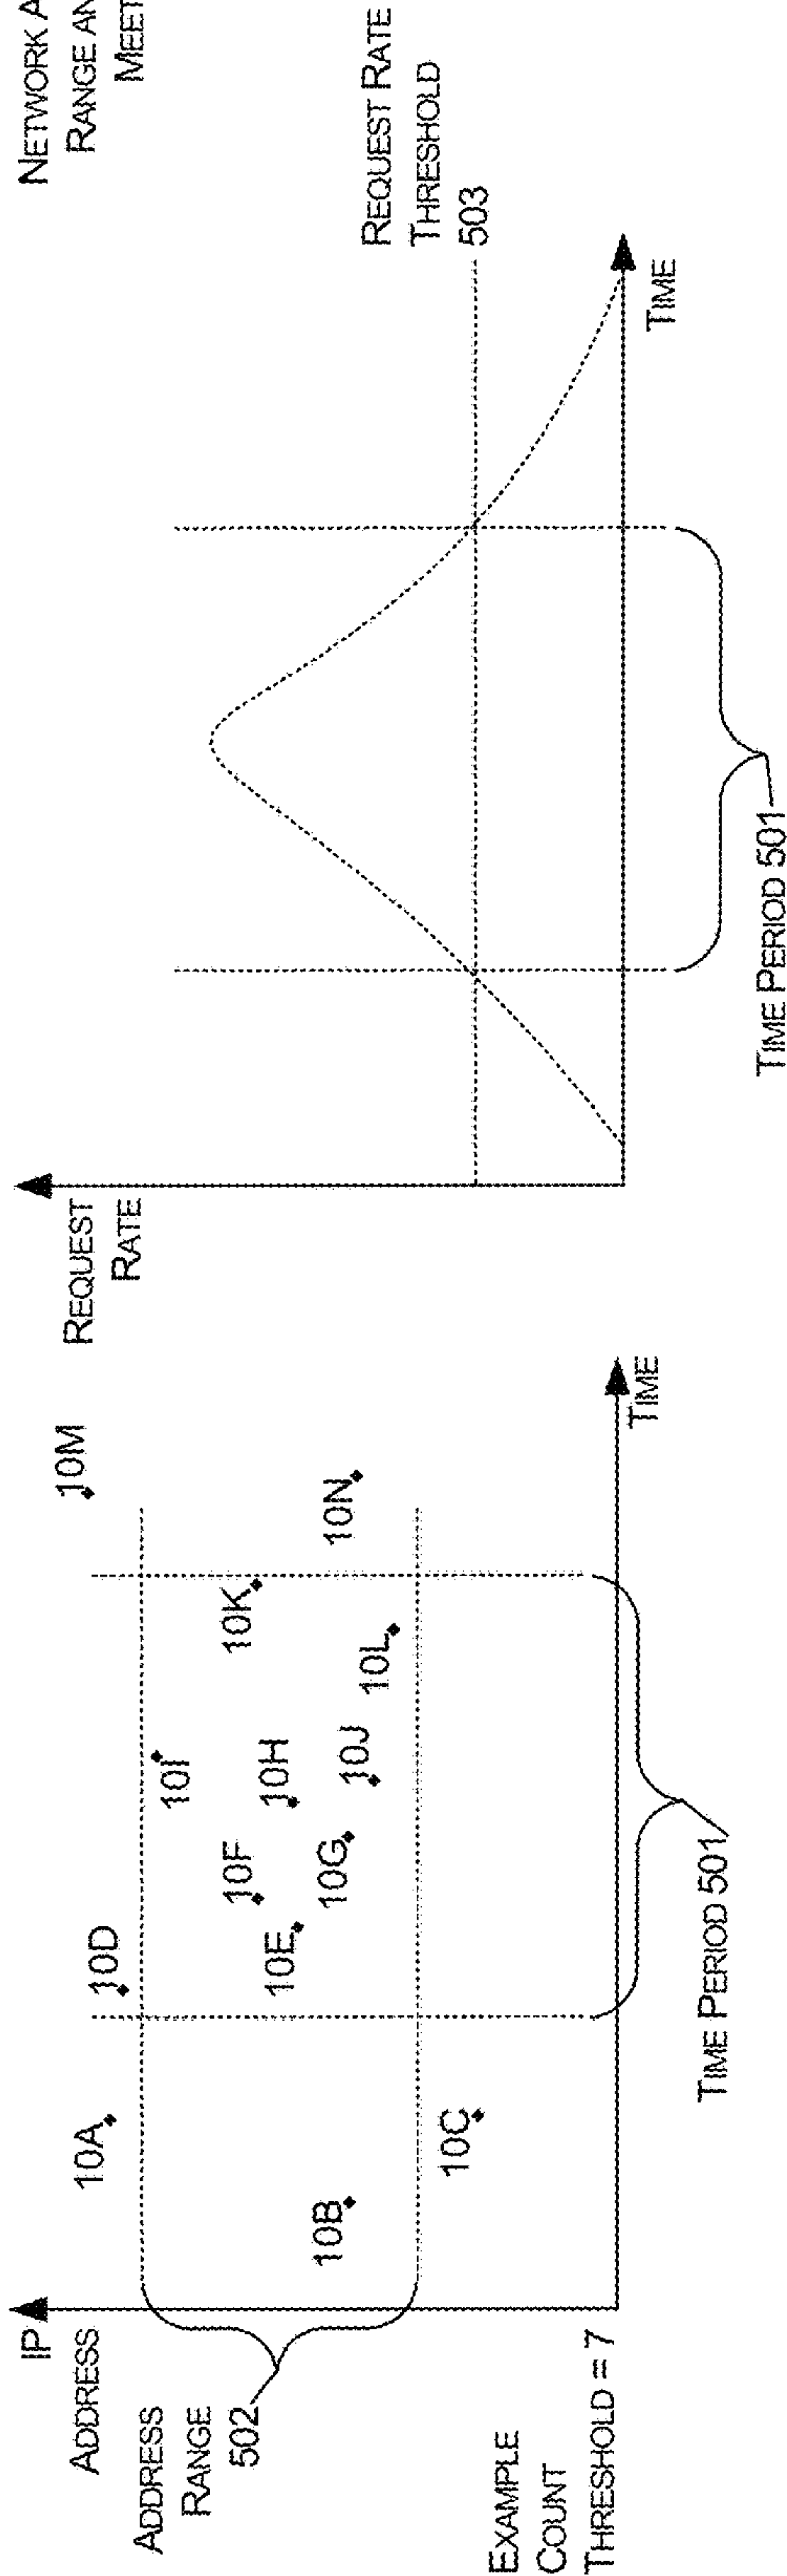 IP
ADDRESS
ADDRESS
RANGE
502
EXAMPLE
COUNT
THRESHOLD = 7
10A
10B
10C
10D
10E
10F
10G
10H
10I
10J
10K
10L
10M
10N
TIME
TIME PERIOD 501
REQUEST
RATE
REQUEST RATE
THRESHOLD
503
TIME
TIME PERIOD 501
NETWORK A
RANGE AN
MEET